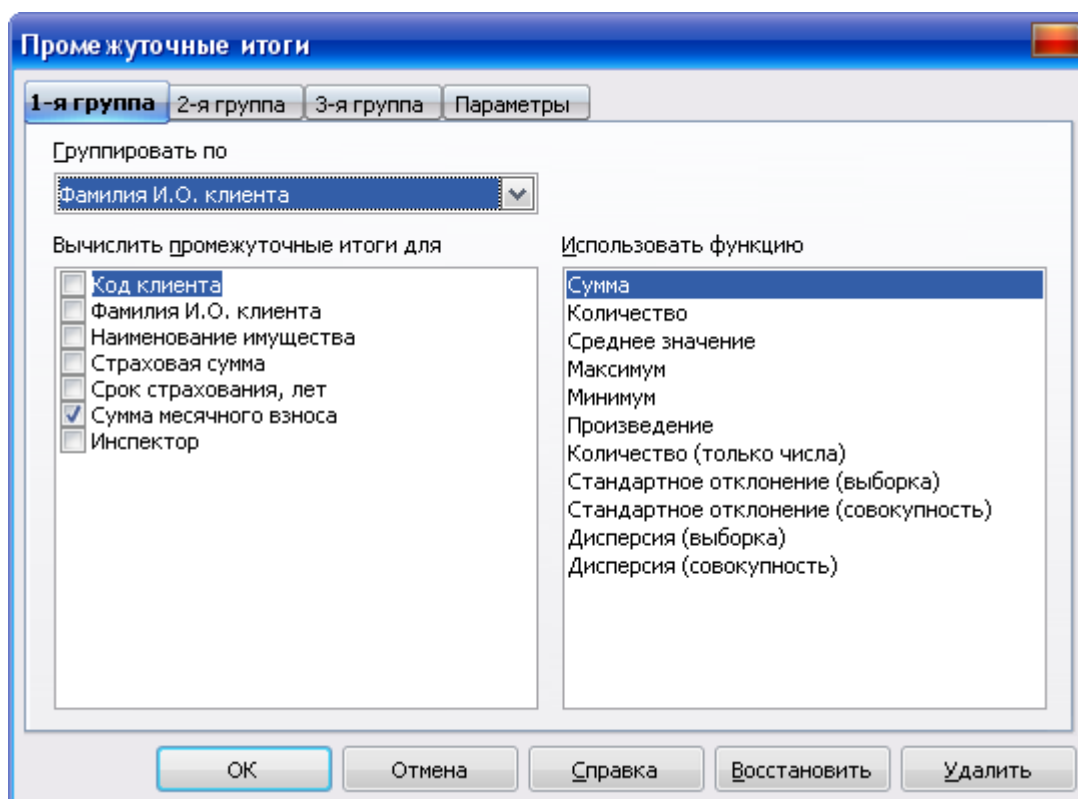 Промежуточные итоги
1-я группа 2-я группа 3-я группа Параметры
Группировать по
Фамилия И.О. клиента
Вычислить промежуточные итоги для
Код клиента
Фамилия И.О. клиента
Наименование имущества
Страховая сумма
Срок страхования, лет
Сумма месячного взноса
Инспектор
Использовать функцию
Сумма
Количество
Среднее значение
Максимум
Минимум
Произведение
Количество (только числа)
Стандартное отклонение (выборка)
Стандартное отклонение (совокупность)
Дисперсия (выборка)
Дисперсия (совокупность)
ОК Отмена Справка Восстановить Удалить